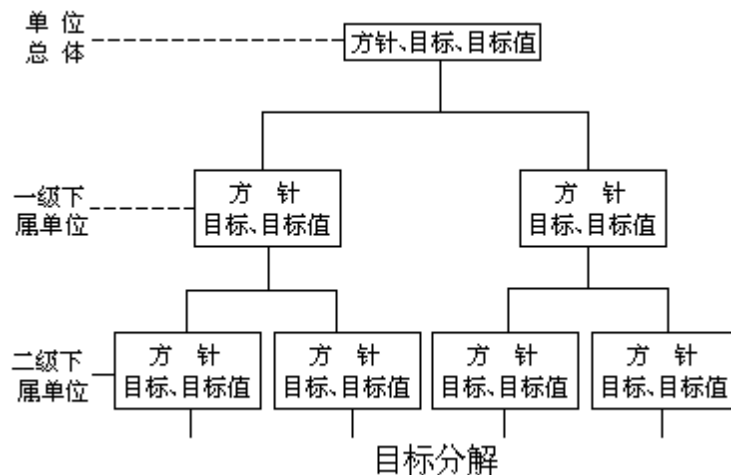 单 位
总 体
方针、目标、目标值
一级下
属单位
方 针
目标、目标值
方 针
目标、目标值
二级下
属单位
方 针
目标、目标值
方 针
目标、目标值
方 针
目标、目标值
方 针
目标、目标值
目标分解